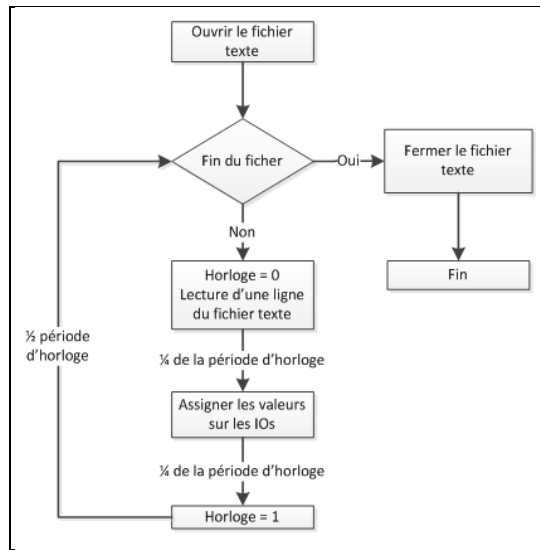 Ouvrir le fichier
texte
Fin du ficher
Oui
Fermer le fichier
texte
Non
Fin
Horloge = 0
Lecture d'une ligne
du fichier texte
½ période
d'horloge
¼ de la période d'horloge
Assigner les valeurs
sur les IOs
¼ de la période d'horloge
Horloge = 1